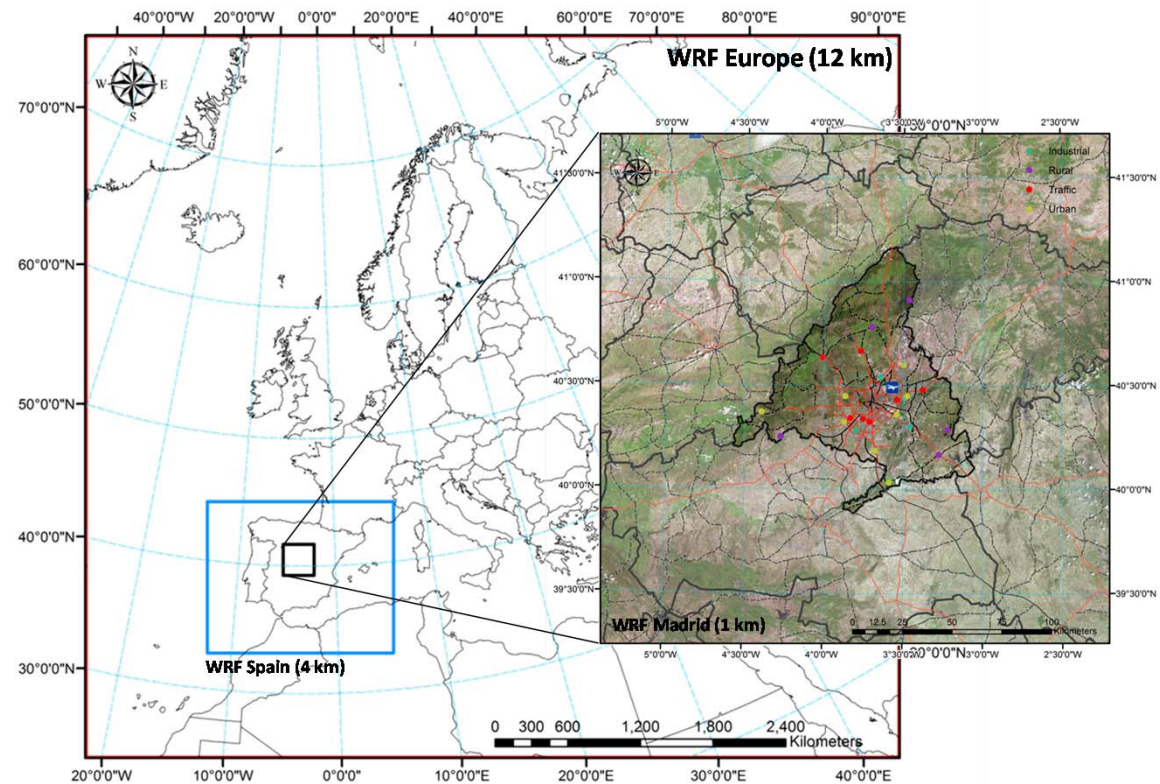 40°0'0"W 20°0'0"W 0°0'0" 20°0'0"E 40°0'0"E 70°0'0"E 80°0'0"E 90°0'0"E
N
W E
S
WRF Europe (12 km)
70°0'0"N
60°0'0"N
50°0'0"N
40°0'0"N
30°0'0"N
5°0'0"W 4°30'0"W 4°0'0"W 3°30'0"W 3°0'0"W 2°30'0"W
50°0'0"N
Industrial
Rural
Traffic
Urban
41°30'0"N 41°30'0"N
41°0'0"N 41°0'0"N
40°30'0"N 40°30'0"N
40°0'0"N 40°0'0"N
39°30'0"N 39°30'0"N
WRF Madrid (1 km)
0 12.5 25 50 75 100
Kilometers
5°0'0"W 4°30'0"W 4°0'0"W 3°30'0"W 3°0'0"W 2°30'0"W
WRF Spain (4 km)
0 300 600 1,200 1,800 2,400
Kilometers
20°0'0"W 10°0'0"W 0°0'0" 10°0'0"E 20°0'0"E 30°0'0"E 40°0'0"E